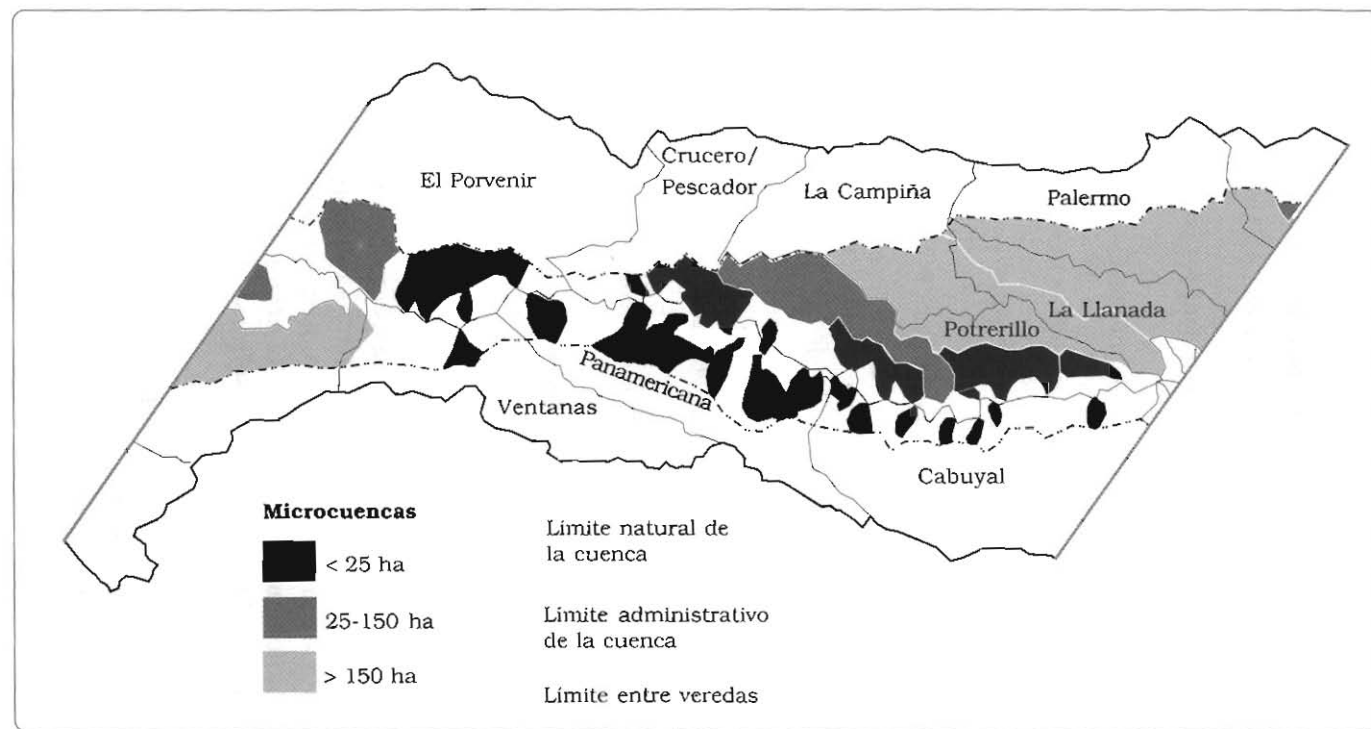 El Porvenir
Crucero/
Pescador
La Campiña
Palermo
La Llanada
Potrerillo
Panamericana
Ventanas
Cabuyal
Microcuencas
< 25 ha
25-150 ha
> 150 ha
Límite natural de
la cuenca
Límite administrativo
de la cuenca
Límite entre veredas